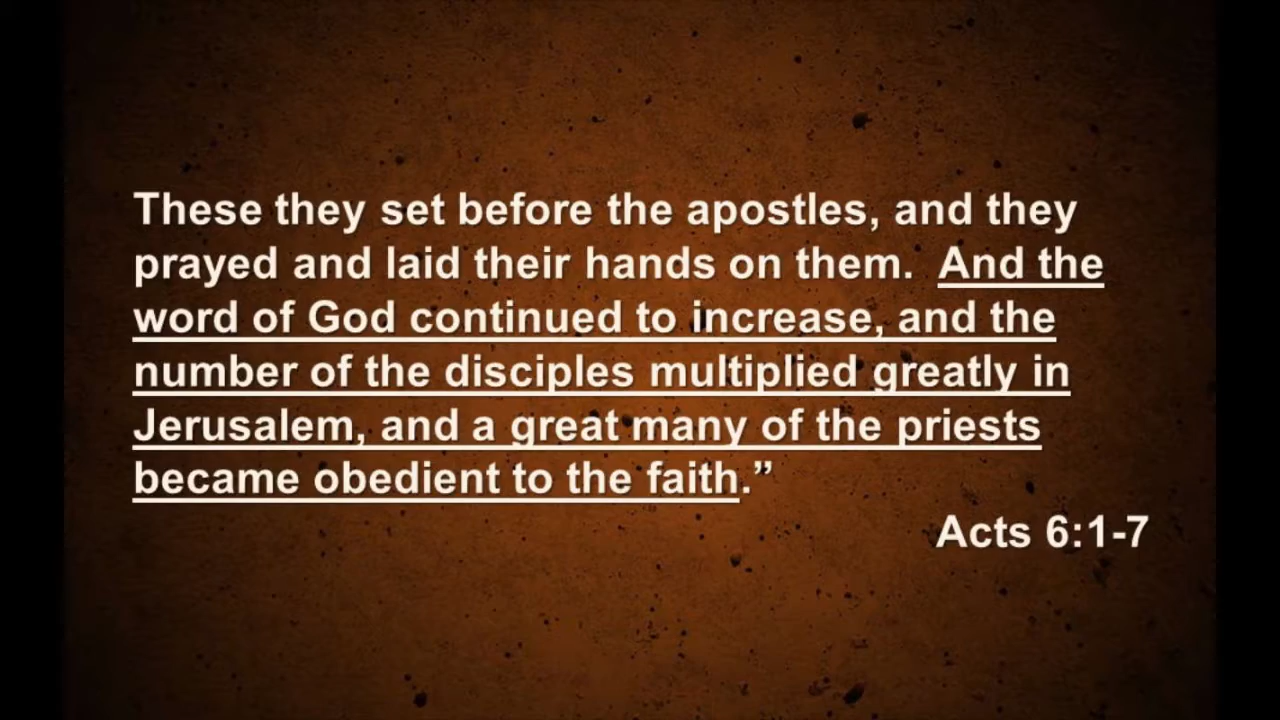 These they set before the apostles, and they
prayed and laid their hands on them.  And the
word of God continued to increase, and the
number of the disciples multiplied greatly in
Jerusalem, and a great many of the priests
became obedient to the faith.”
Acts 6:1-7